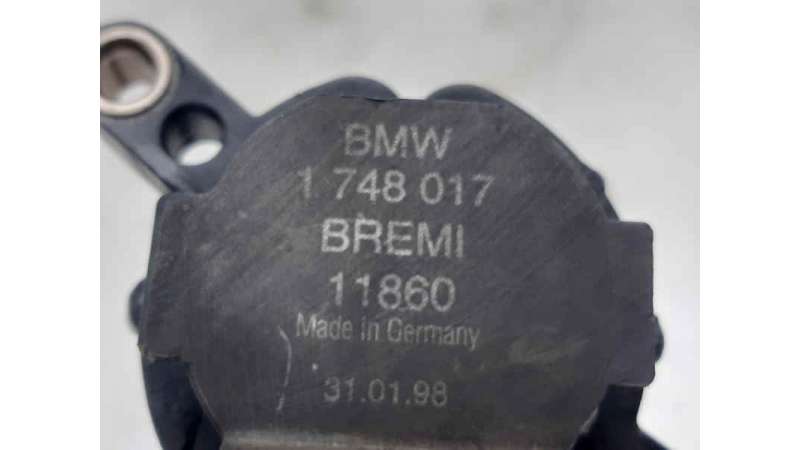 BMW
1 748 017
BREMI
11860
Made in Germany
31.01.98